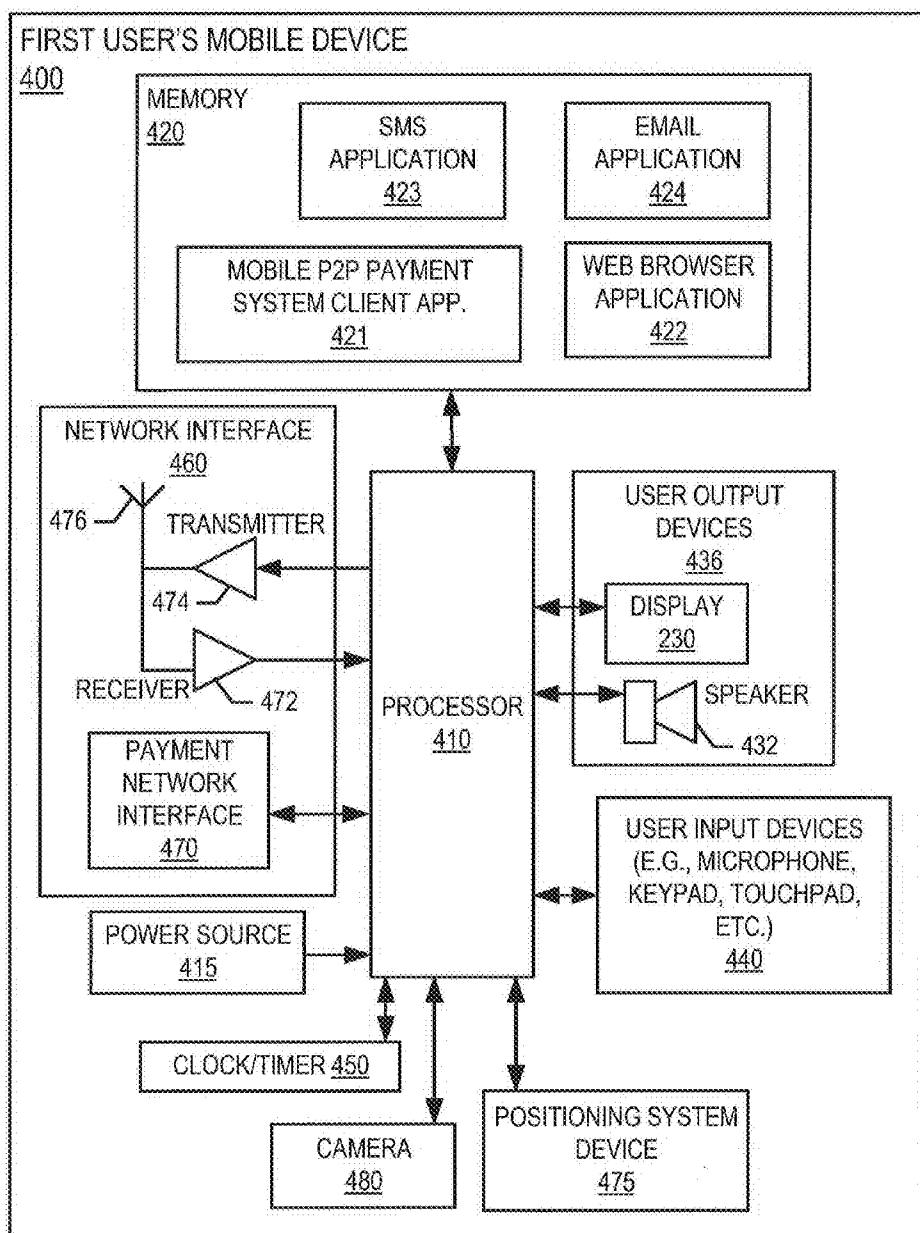 FIRST USER'S MOBILE DEVICE
400
MEMORY
420
SMS
APPLICATION
423
EMAIL
APPLICATION
424
MOBILE P2P PAYMENT
SYSTEM CLIENT APP.
421
WEB BROWSER
APPLICATION
422
NETWORK INTERFACE
460
476
TRANSMITTER
474
RECEIVER
472
PAYMENT
NETWORK
INTERFACE
470
PROCESSOR
410
USER OUTPUT
DEVICES
436
DISPLAY
230
SPEAKER
432
USER INPUT DEVICES
(E.G., MICROPHONE,
KEYPAD, TOUCHPAD,
ETC.)
440
POWER SOURCE
415
CLOCK/TIMER 450
CAMERA
480
POSITIONING SYSTEM
DEVICE
475